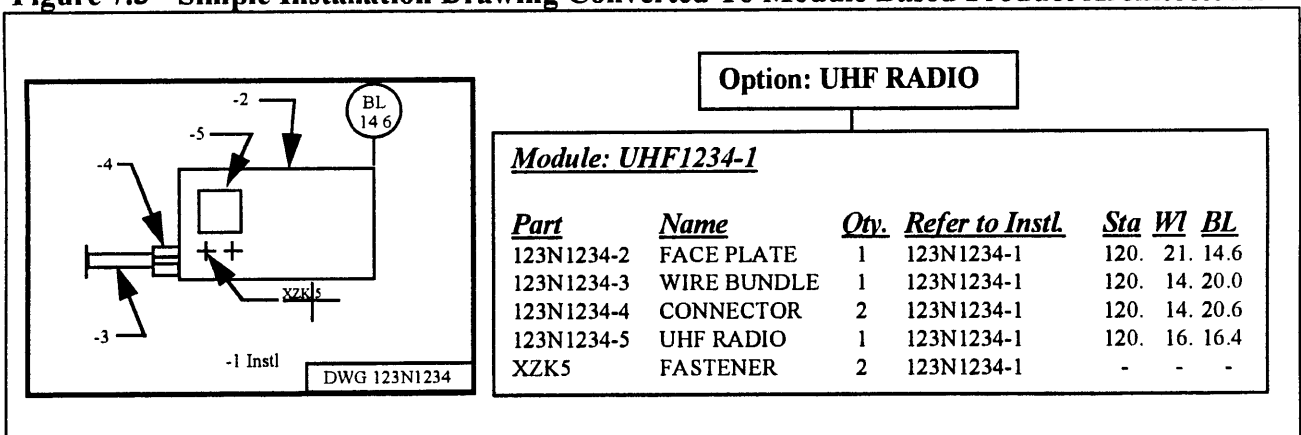 Figure 7.3 Simple Installation Drawing Converted To Module Based Product
-2
BL
14 6
-5
-4
XZK5
-3
-1 Instl
DWG 123N1234
Option: UHF RADIO
Module: UHF1234-1
Part Name Qty. Refer to Instl. Sta Wl BL
123N1234-2 FACE PLATE 1 123N1234-1 120. 21. 14.6
123N1234-3 WIRE BUNDLE 1 123N1234-1 120. 14. 20.0
123N1234-4 CONNECTOR 2 123N1234-1 120. 14. 20.6
123N1234-5 UHF RADIO 1 123N1234-1 120. 16. 16.4
XZK5 FASTENER 2 123N1234-1 - - -